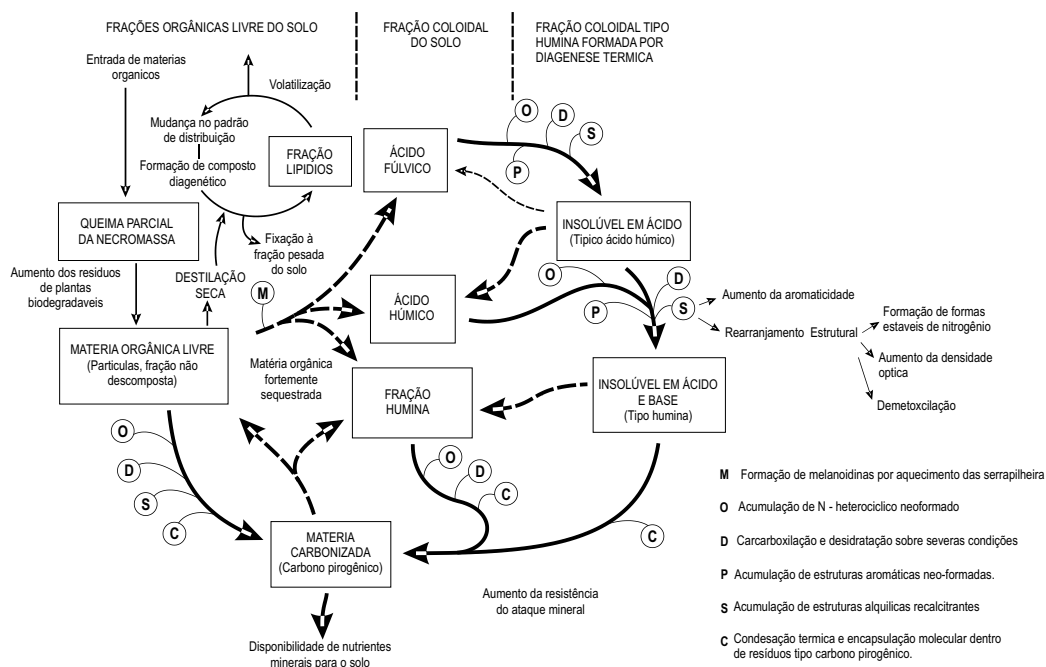 FRAÇÕES ORGÂNICAS LIVRE DO SOLO
FRAÇÃO COLOIDAL
DO SOLO
FRAÇÃO COLOIDAL TIPO
HUMINA FORMADA POR
DIAGENESE TERMICA
Entrada de materias
organicos
Volatilização
Mudança no padrão
de distribuição
Formação de composto
diagenético
FRAÇÃO
LIPIDIOS
ÁCIDO
FÚLVICO
O
D
S
P
QUEIMA PARCIAL
DA NECROMASSA
Fixação à
fração pesada
do solo
INSOLÚVEL EM ÁCIDO
(Tipico ácido húmico)
Aumento dos residuos
de plantas
biodegradaveis
DESTILAÇÃO
SECA
M
ÁCIDO
HÚMICO
O
D
P
S
Aumento da aromaticidade
Rearranjamento Estrutural
Formação de formas
estaveis de nitrogênio
Aumento da densidade
optica
Demetoxcilação
MATERIA ORGÂNICA LIVRE
(Particulas, fração não
descomposta)
Matéria orgânica
fortemente
sequestrada
FRAÇÃO
HUMINA
INSOLÚVEL EM ÁCIDO
E BASE
(Tipo humina)
O
D
S
C
O
D
C
C
MATERIA
CARBONIZADA
(Carbono pirogênico)
Aumento da resistência
do ataque mineral
Disponibilidade de nutrientes
minerais para o solo
M Formação de melanoidinas por aquecimento das serrapilheira
O Acumulação de N - heterociclico neoformado
D Carcarboxilação e desidratação sobre severas condições
P Acumulação de estruturas aromáticas neo-formadas.
S Acumulação de estruturas alquilicas recalcitrantes
C Condesação termica e encapsulação molecular dentro
de resíduos tipo carbono pirogênico.